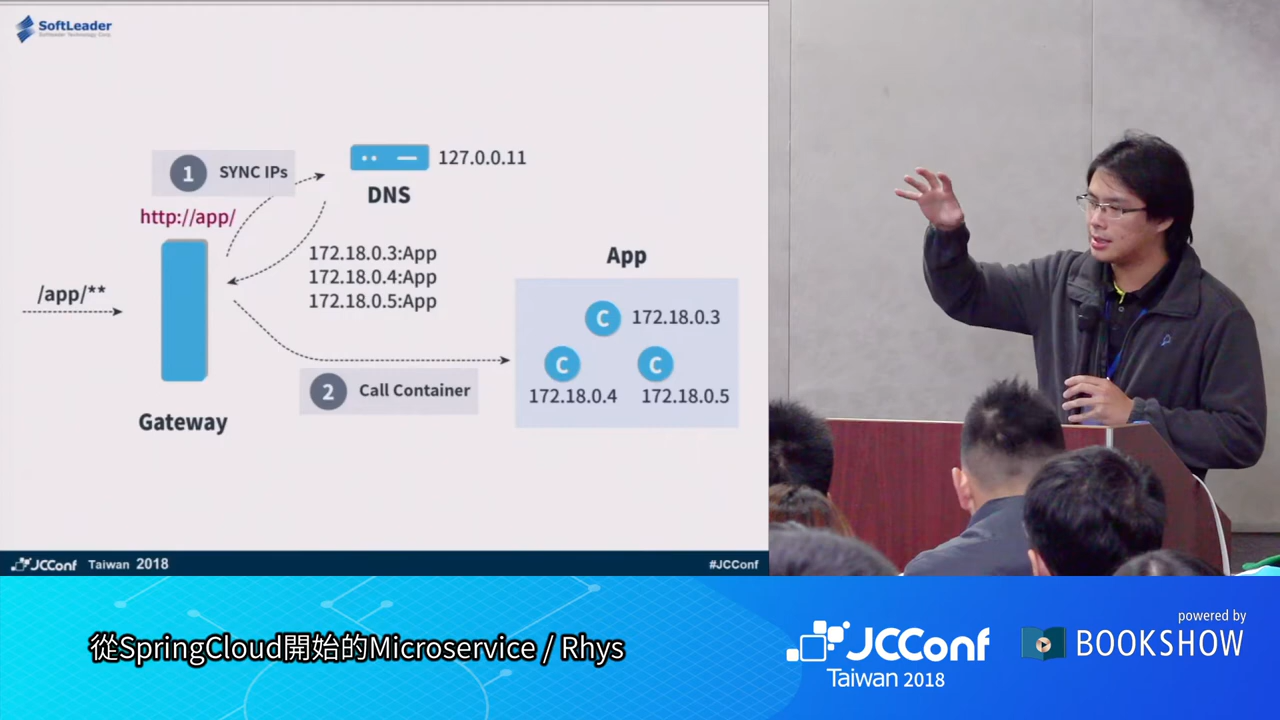 SoftLeader
1 SYNC IPs
127.0.0.11
DNS
http://app/
/app/**
172.18.0.3:App
172.18.0.4:App
172.18.0.5:App
App
C 172.18.0.3
C
C
172.18.0.4
172.18.0.5
2 Call Container
Gateway
JCConf Taiwan 2018
#JCConf
從SpringCloud開始的Microservice / Rhys
JCConf
Taiwan 2018
powered by
BOOKSHOW